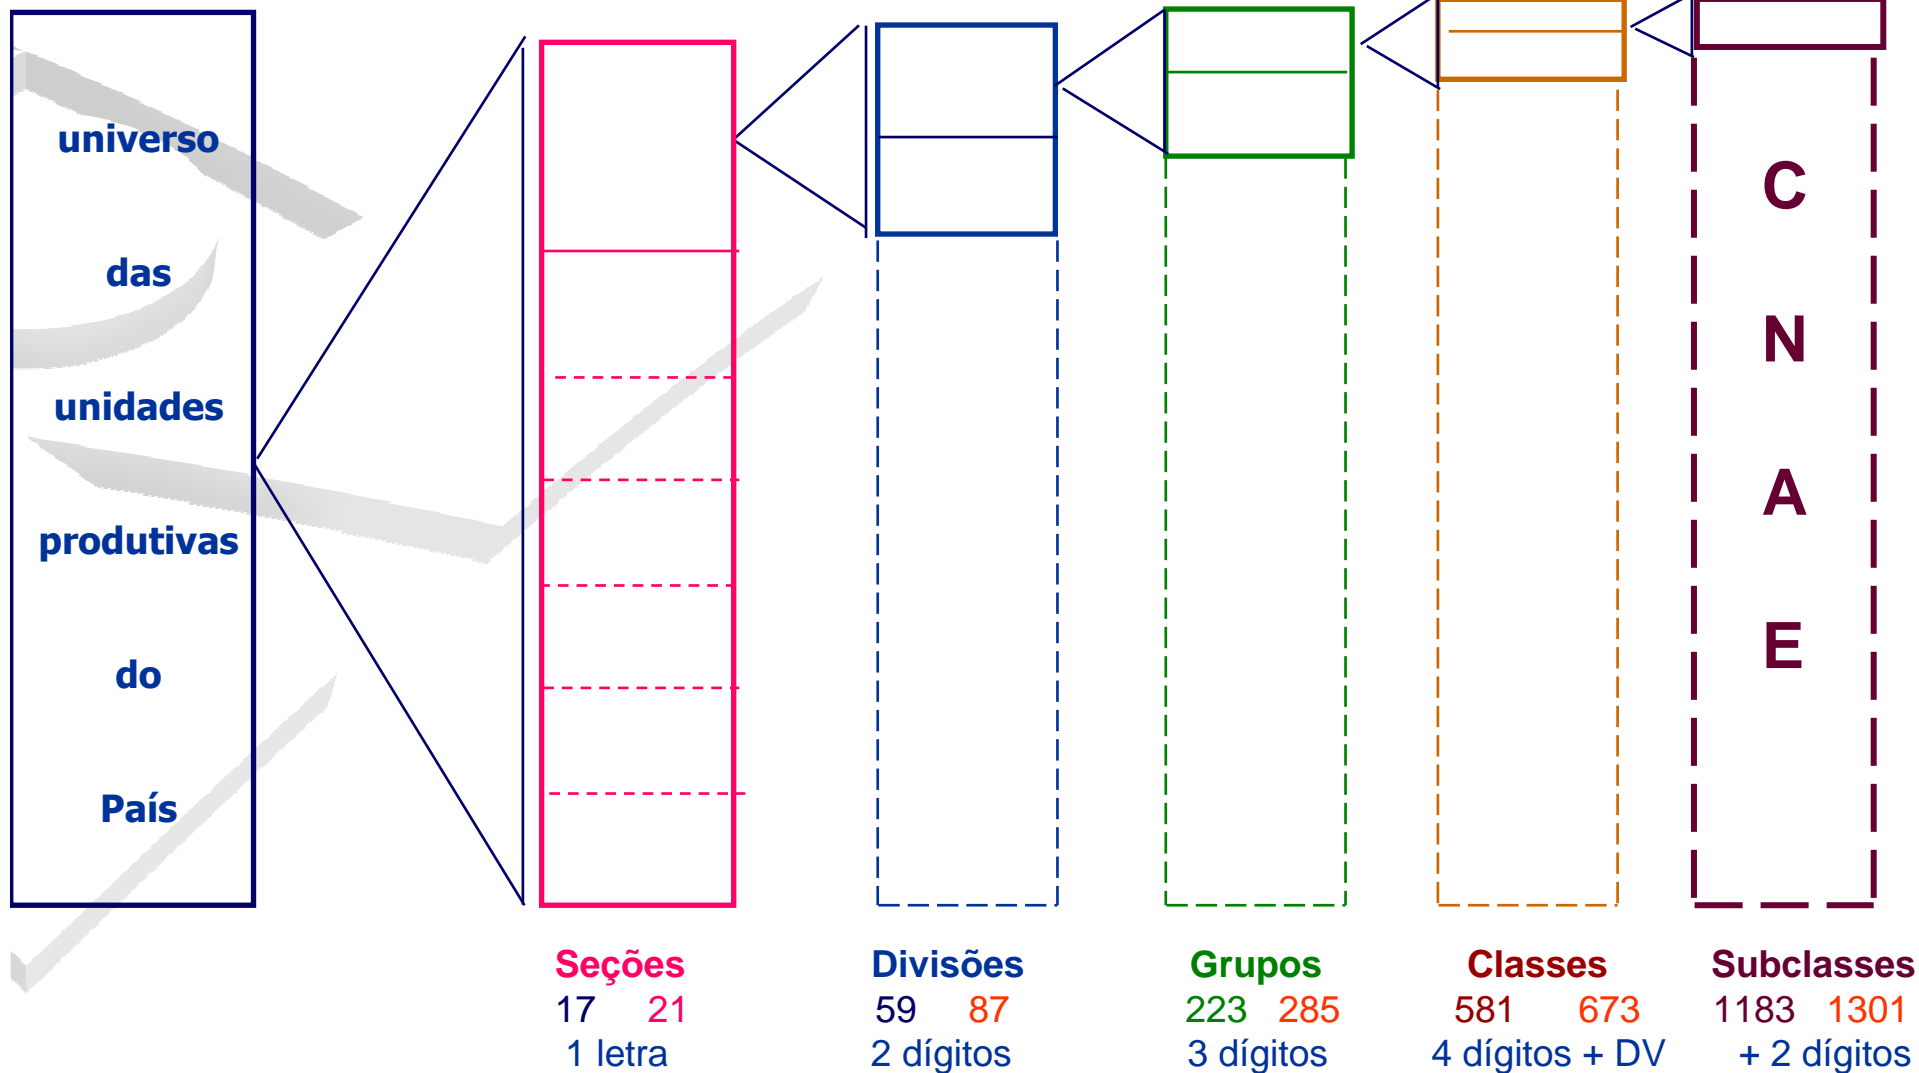 universo
das
unidades
produtivas
do
País
C
N
A
E
Seções Divisões Grupos Classes Subclasses
17 21 59 87 223 285 581 673 1183 1301
1 letra 2 dígitos 3 dígitos 4 dígitos + DV + 2 dígitos